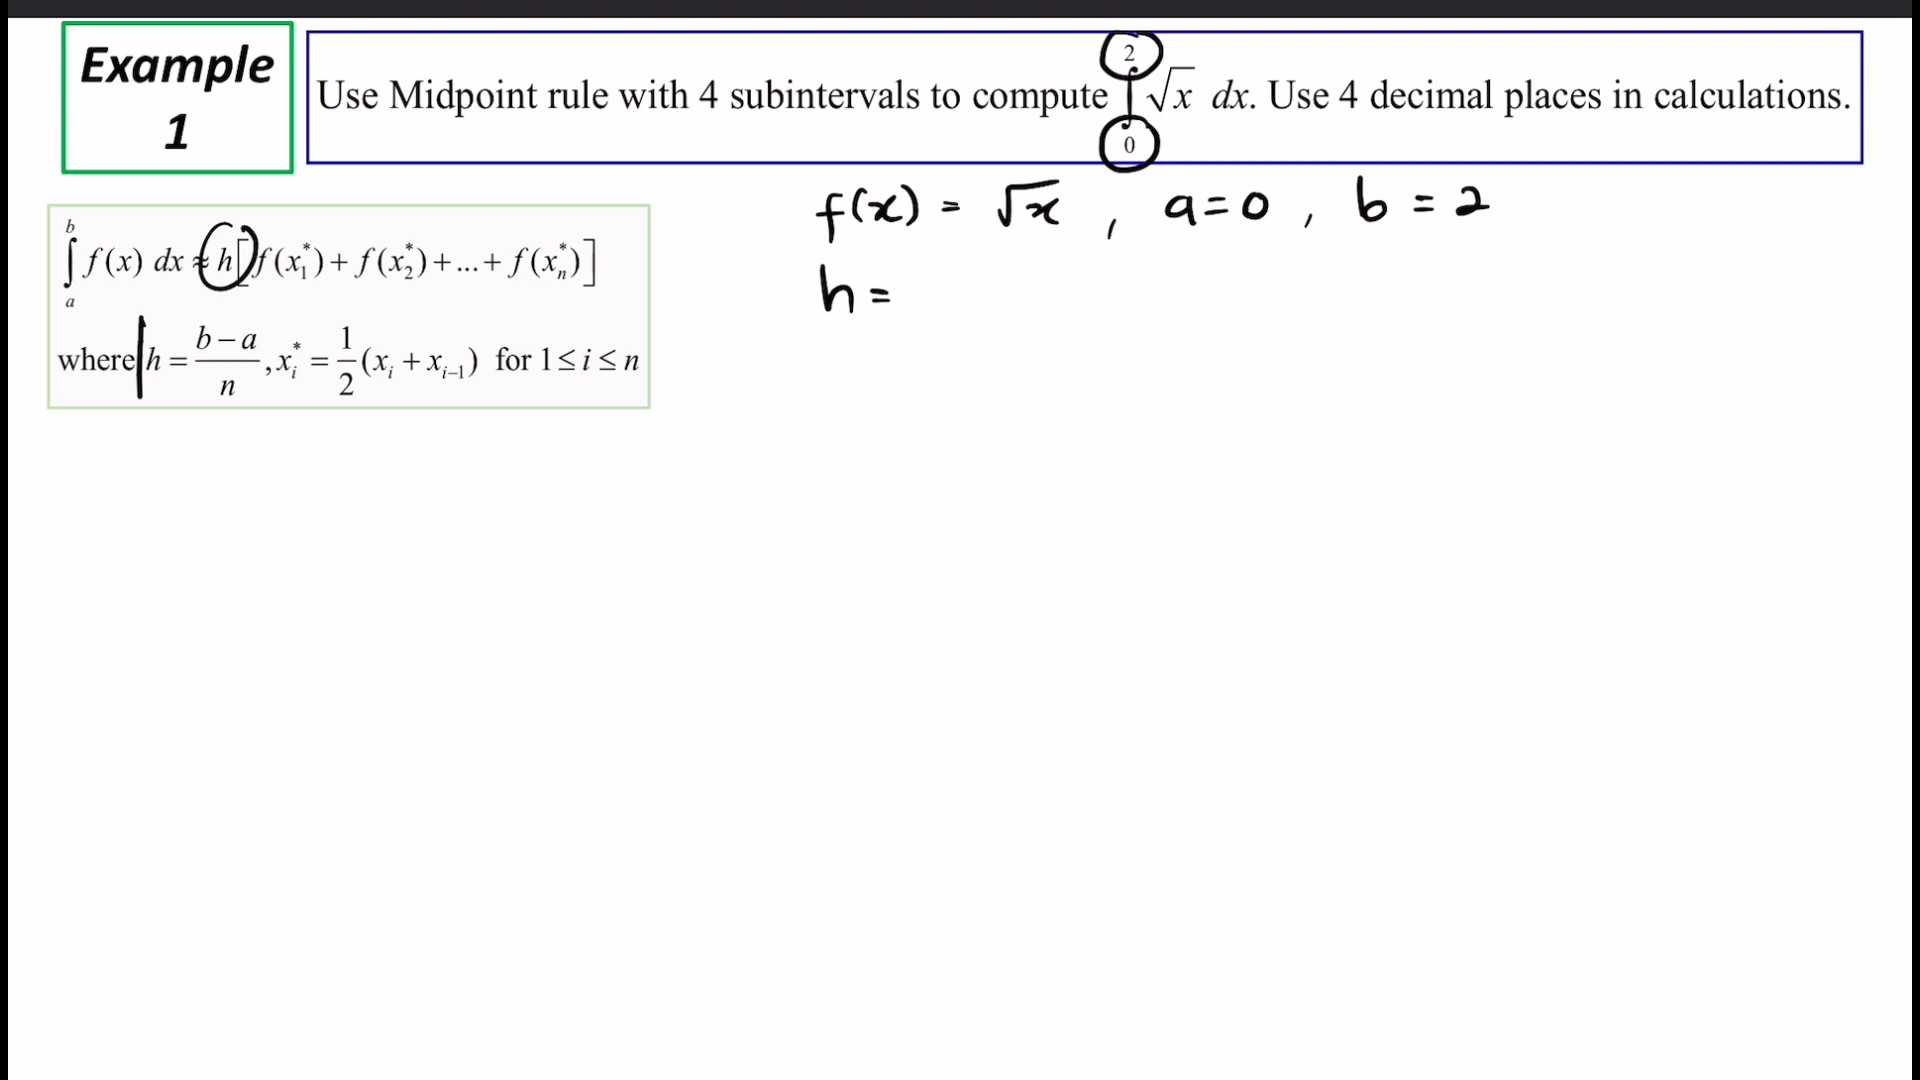 Example
1
Use Midpoint rule with 4 subintervals to compute ∫₀² √x dx. Use 4 decimal places in calculations.
f(x) = √x , a=0 , b = 2
h =
∫ₐᵇ f(x) dx ≈ h[f(x₁*) + f(x₂*) + ... + f(xₙ*)]
where h = (b − a)/n, xᵢ* = 1/2 (xᵢ + xᵢ₋₁) for 1 ≤ i ≤ n